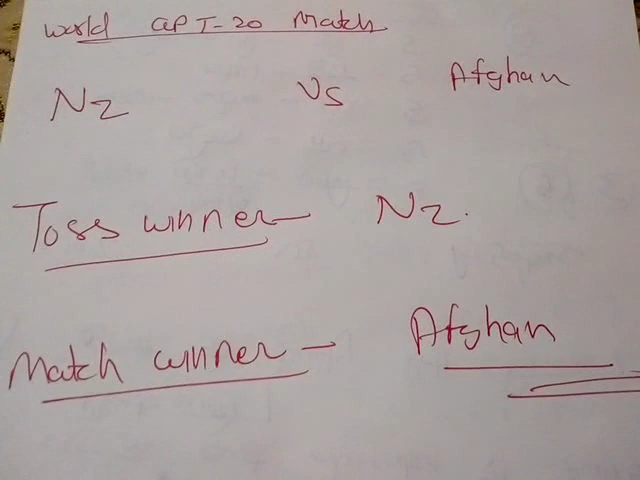 World CUP T-20 Match
NZ Vs Afghan
Toss winner— NZ.
Match winner— Afghan